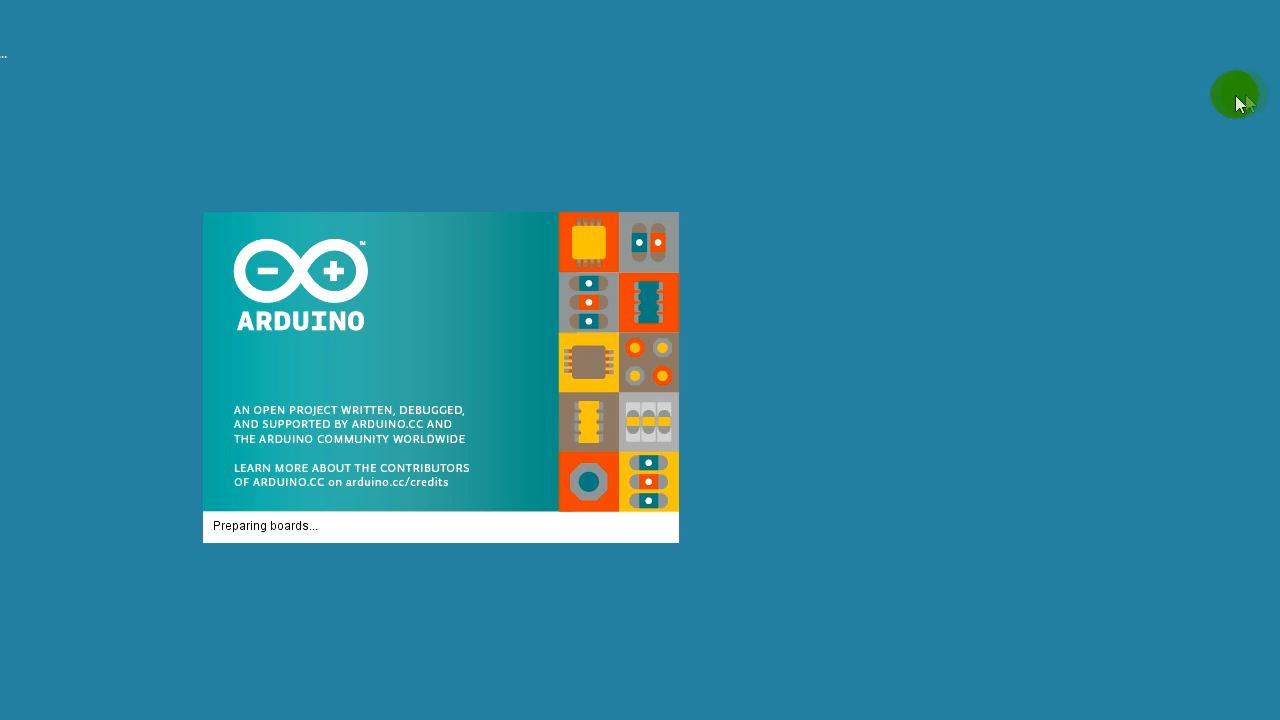 ...
™
ARDUINO
AN OPEN PROJECT WRITTEN, DEBUGGED,
AND SUPPORTED BY ARDUINO.CC AND
THE ARDUINO COMMUNITY WORLDWIDE
LEARN MORE ABOUT THE CONTRIBUTORS
OF ARDUINO.CC on arduino.cc/credits
Preparing boards...